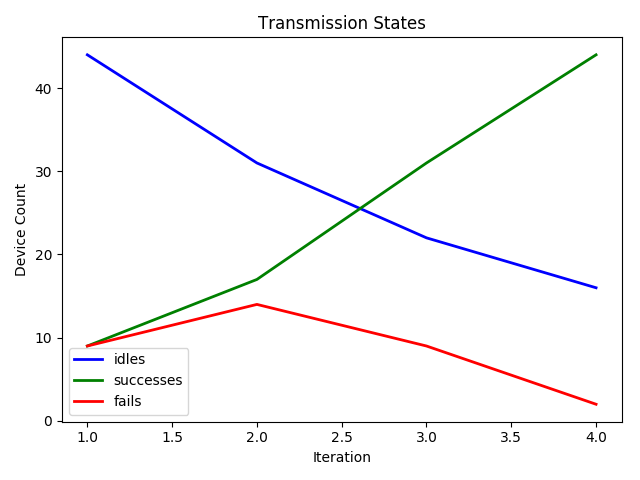 Transmission States
Device Count
40
30
20
10
0
idles
successes
fails
1.0 1.5 2.0 2.5 3.0 3.5 4.0
Iteration